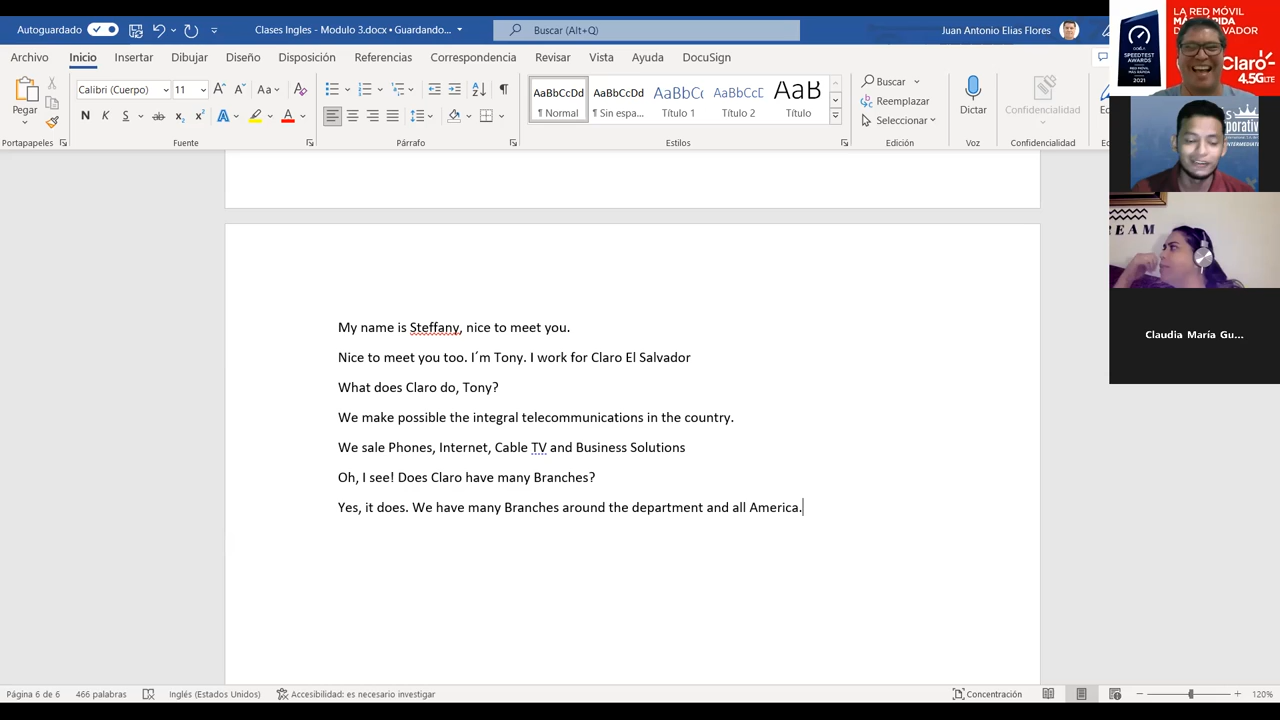 Autoguardado
Clases Ingles - Modulo 3.docx • Guardando...
Buscar (Alt+Q)
Juan Antonio Elias Flores
Archivo Inicio Insertar Dibujar Diseño Disposición Referencias Correspondencia Revisar Vista Ayuda DocuSign
Pegar
Calibri (Cuerpo) 11
N K S ab x₂ x²
AaBbCcDd AaBbCcDd AaBbCc AaBbCcD AaB
¶ Normal ¶ Sin espa... Título 1 Título 2 Título
Buscar
Reemplazar
Seleccionar
Dictar
Confidencialidad
Portapapeles Fuente Párrafo Estilos Edición Voz Confidencialidad
My name is Steffany, nice to meet you.
Nice to meet you too. I´m Tony. I work for Claro El Salvador
What does Claro do, Tony?
We make possible the integral telecommunications in the country.
We sale Phones, Internet, Cable TV and Business Solutions
Oh, I see! Does Claro have many Branches?
Yes, it does. We have many Branches around the department and all America.
LA RED MÓVIL
SPEEDTEST
AWARDS
2021
Claro
4.5G LTE
INTERMEDIATE
Claudia María Gu...
Página 6 de 6 466 palabras Inglés (Estados Unidos) Accesibilidad: es necesario investigar Concentración 120%